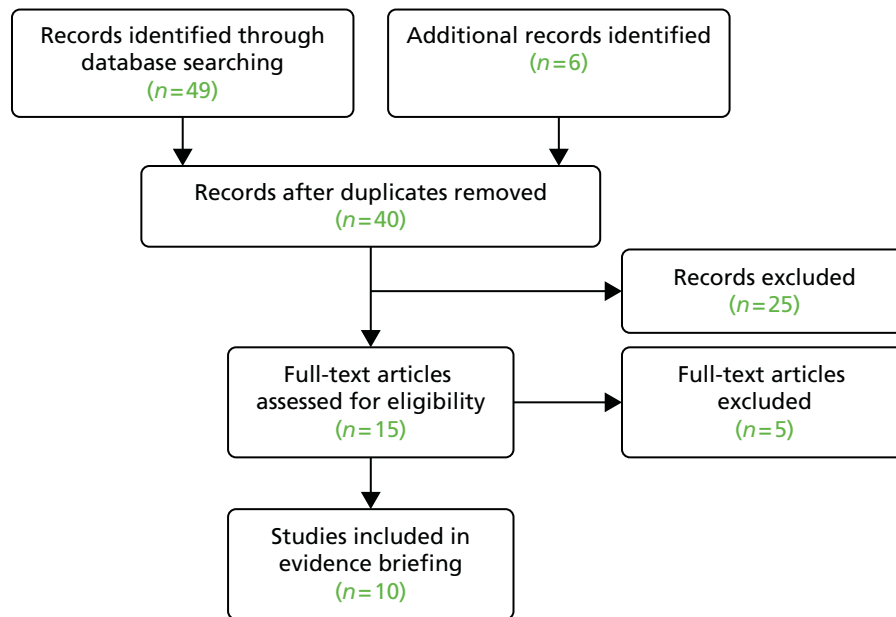 Records identified through
database searching
(n=49)
Additional records identified
(n=6)
Records after duplicates removed
(n=40)
Records excluded
(n=25)
Full-text articles
assessed for eligibility
(n=15)
Full-text articles
excluded
(n=5)
Studies included in
evidence briefing
(n=10)